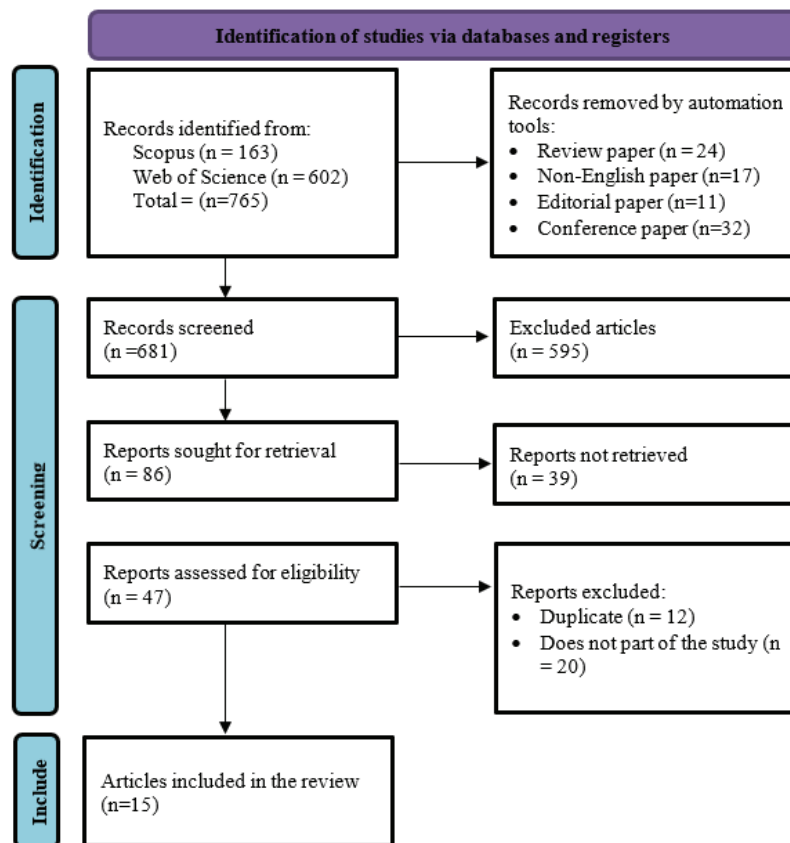 Identification of studies via databases and registers
Identification
Records identified from:
Scopus (n = 163)
Web of Science (n = 602)
Total = (n=765)
Records removed by automation
tools:
• Review paper (n = 24)
• Non-English paper (n=17)
• Editorial paper (n=11)
• Conference paper (n=32)
Screening
Records screened
(n =681)
Excluded articles
(n = 595)
Reports sought for retrieval
(n = 86)
Reports not retrieved
(n = 39)
Reports assessed for eligibility
(n = 47)
Reports excluded:
• Duplicate (n = 12)
• Does not part of the study (n
= 20)
Include
Articles included in the review
(n=15)